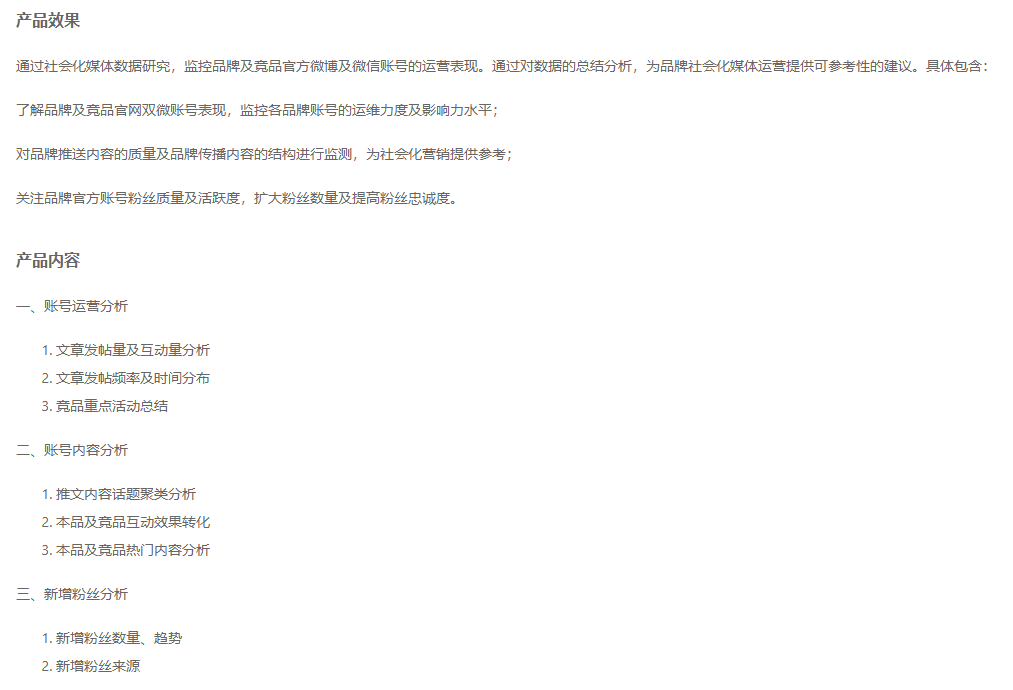 产品效果
通过社会化媒体数据研究，监控品牌及竟品官方微博及微信账号的运营表现。通过对数据的总结分析，为品牌社会化媒体运营提供可参考性的建议。具体包含：
了解品牌及竟品官网双微账号表现，监控各品牌账号的运维力度及影响力水平；
对品牌推送内容的质量及品牌传播内容的结构进行监测，为社会化营销提供参考；
关注品牌官方账号粉丝质量及活跃度，扩大粉丝数量及提高粉丝忠诚度。
产品内容
一、账号运营分析
1. 文章发帖量及互动量分析
2. 文章发帖频率及时间分布
3. 竟品重点活动总结
二、账号内容分析
1. 推文内容话题聚类分析
2. 本品及竟品互动效果转化
3. 本品及竟品热门内容分析
三、新增粉丝分析
1. 新增粉丝数量、趋势
2. 新增粉丝来源